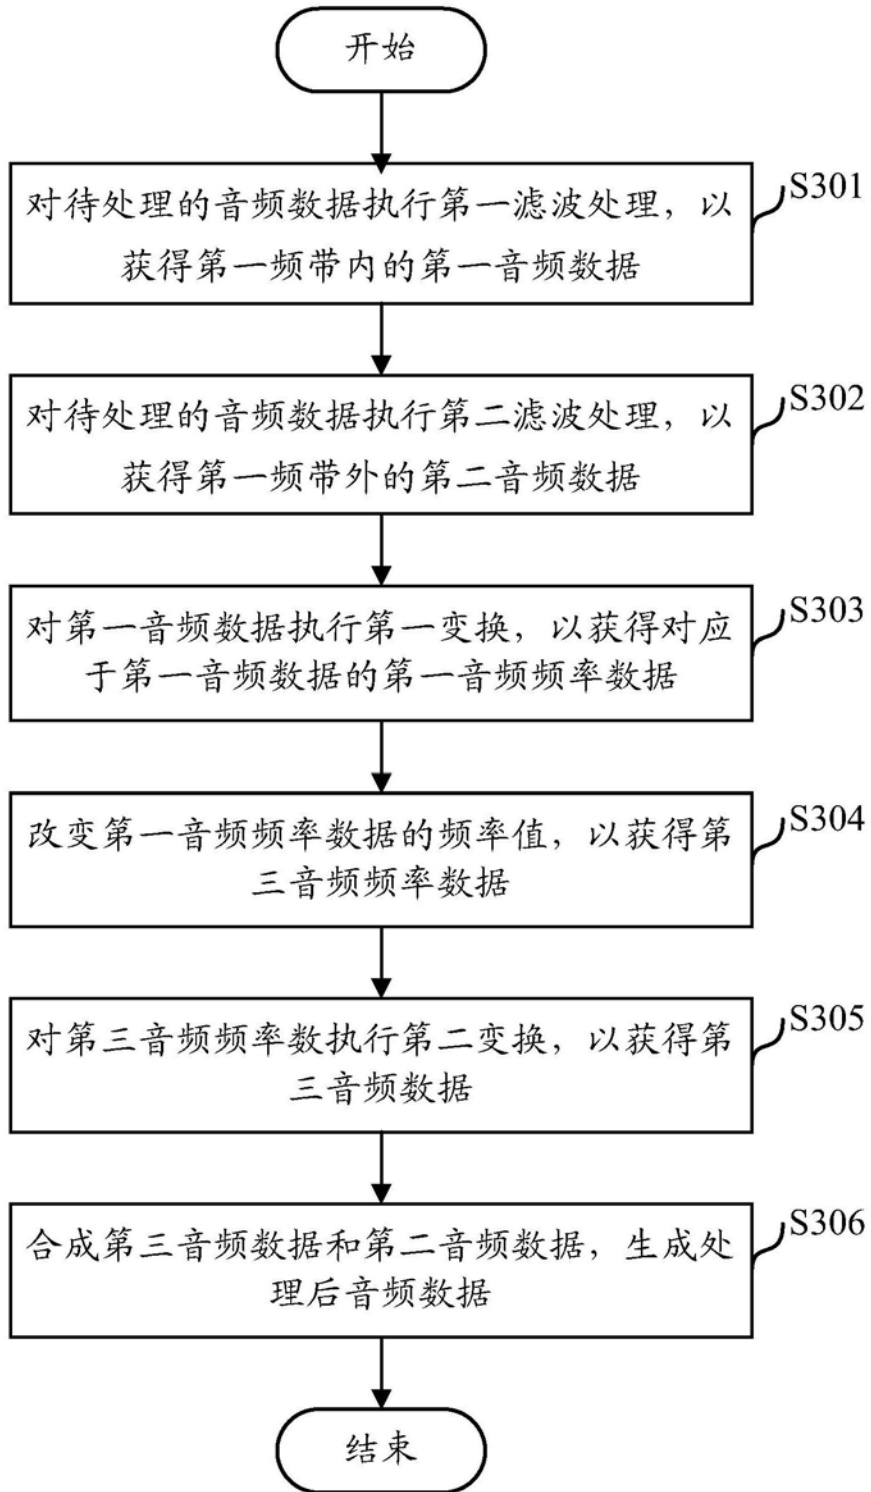 开始
S301
对待处理的音频数据执行第一滤波处理，以
获得第一频带内的第一音频数据
S302
对待处理的音频数据执行第二滤波处理，以
获得第一频带外的第二音频数据
S303
对第一音频数据执行第一变换，以获得对应
于第一音频数据的第一音频频率数据
S304
改变第一音频频率数据的频率值，以获得第
三音频频率数据
S305
对第三音频频率数执行第二变换，以获得第
三音频数据
S306
合成第三音频数据和第二音频数据，生成处
理后音频数据
结束